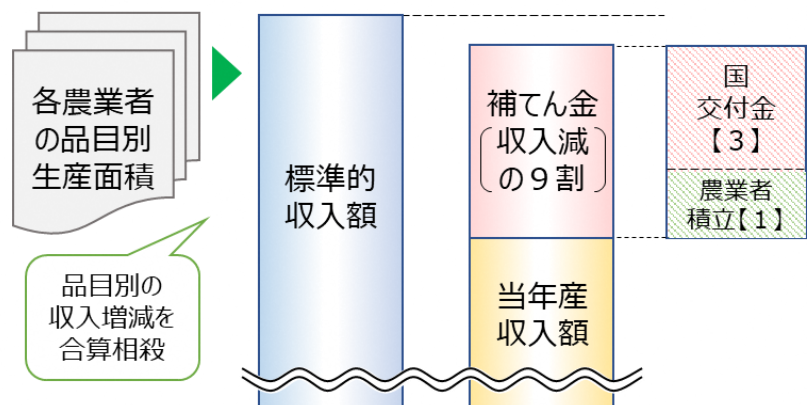 各農業者
の品目別
生産面積
品目別の
収入増減を
合算相殺
標準的
収入額
補てん金
収入減
の９割
当年産
収入額
国
交付金
【３】
農業者
積立【１】